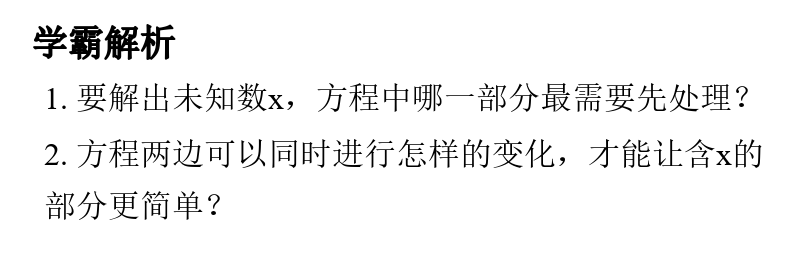 学霸解析
1. 要解出未知数x，方程中哪一部分最需要先处理？
2. 方程两边可以同时进行怎样的变化，才能让含x的
部分更简单？